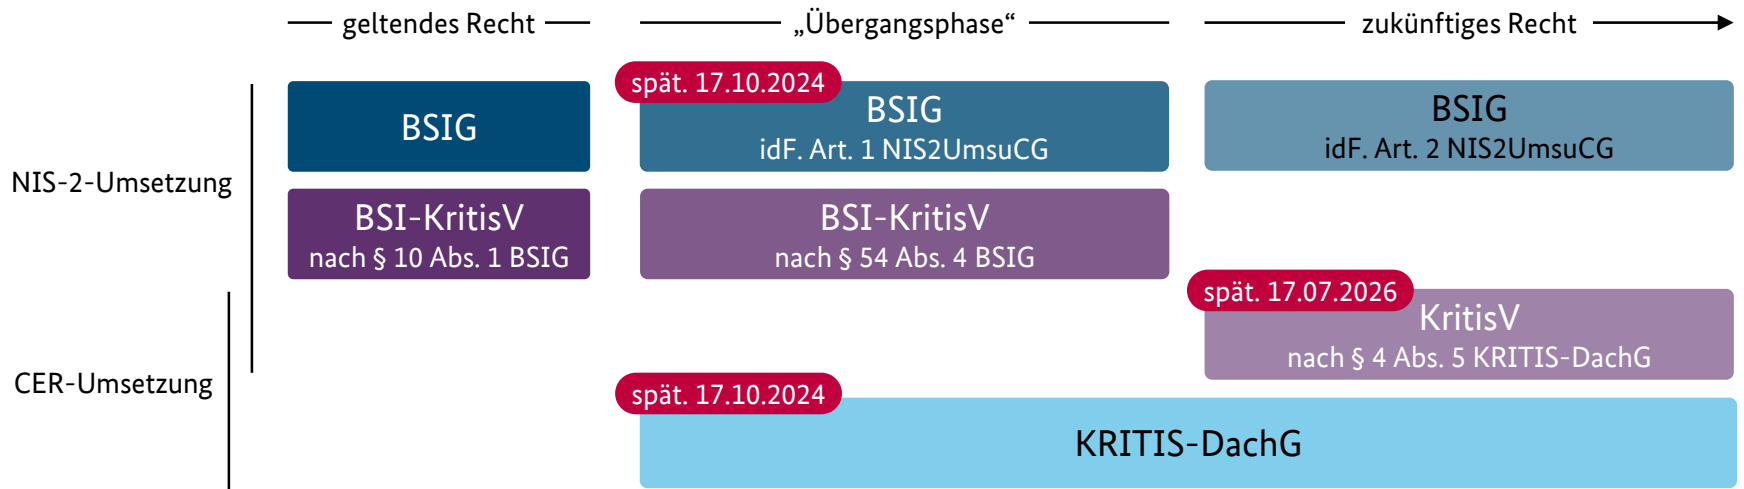 geltendes Recht
„Übergangsphase“
zukünftiges Recht
NIS-2-Umsetzung
BSIG
spät. 17.10.2024
BSIG
idF. Art. 1 NIS2UmsuCG
BSIG
idF. Art. 2 NIS2UmsuCG
BSI-KritisV
nach § 10 Abs. 1 BSIG
BSI-KritisV
nach § 54 Abs. 4 BSIG
CER-Umsetzung
spät. 17.07.2026
KritisV
nach § 4 Abs. 5 KRITIS-DachG
spät. 17.10.2024
KRITIS-DachG